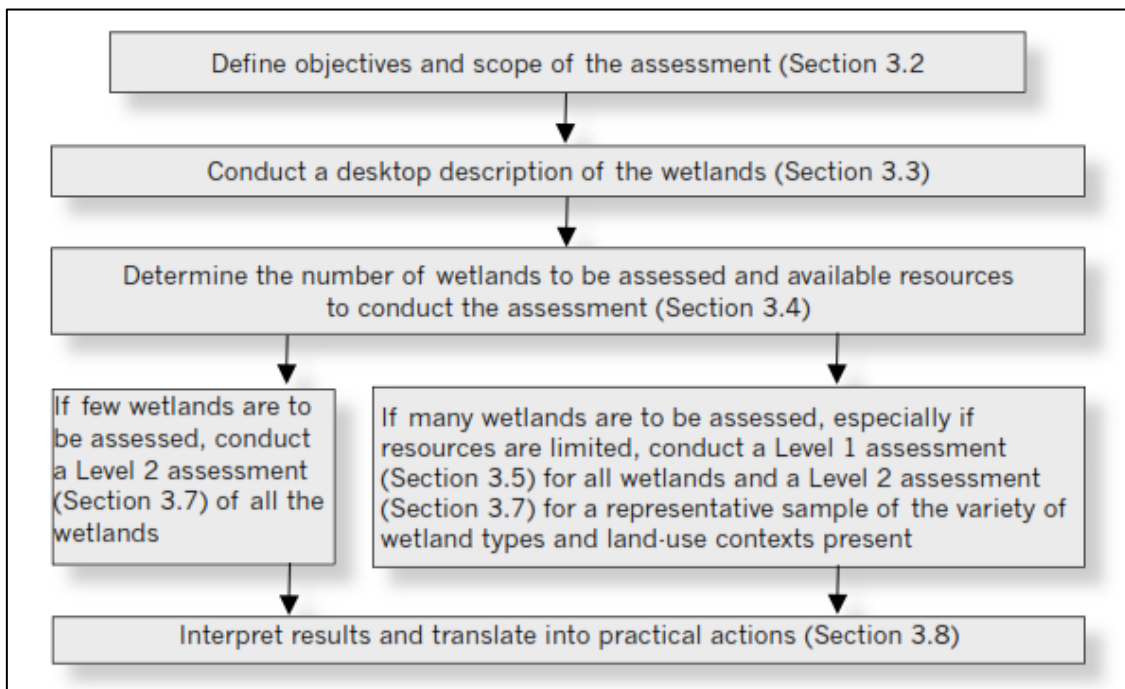 Define objectives and scope of the assessment (Section 3.2
Conduct a desktop description of the wetlands (Section 3.3)
Determine the number of wetlands to be assessed and available resources
to conduct the assessment (Section 3.4)
If few wetlands are to
be assessed, conduct
a Level 2 assessment
(Section 3.7) of all the
wetlands
If many wetlands are to be assessed, especially if
resources are limited, conduct a Level 1 assessment
(Section 3.5) for all wetlands and a Level 2 assessment
(Section 3.7) for a representative sample of the variety of
wetland types and land-use contexts present
Interpret results and translate into practical actions (Section 3.8)